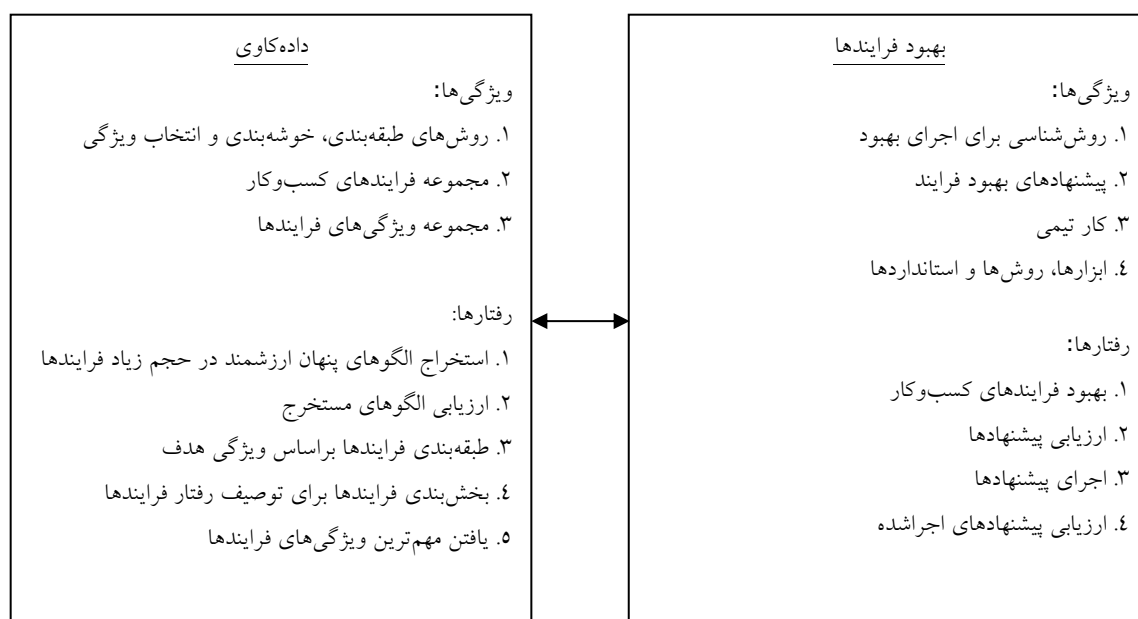 بهبود فرایندها
ویژگی‌ها:
۱. روش‌شناسی برای اجرای بهبود
۲. پیشنهادهای بهبود فرایند
۳. کار تیمی
۴. ابزارها، روش‌ها و استانداردها
رفتارها:
۱. بهبود فرایندهای کسب‌وکار
۲. ارزیابی پیشنهادها
۳. اجرای پیشنهادها
۴. ارزیابی پیشنهادهای اجراشده
داده‌کاوی
ویژگی‌ها:
۱. روش‌های طبقه‌بندی، خوشه‌بندی و انتخاب ویژگی
۲. مجموعه فرایندهای کسب‌وکار
۳. مجموعه ویژگی‌های فرایندها
رفتارها:
۱. استخراج الگوهای پنهان ارزشمند در حجم زیاد فرایندها
۲. ارزیابی الگوهای مستخرج
۳. طبقه‌بندی فرایندها براساس ویژگی هدف
۴. بخش‌بندی فرایندها برای توصیف رفتار فرایندها
۵. یافتن مهم‌ترین ویژگی‌های فرایندها